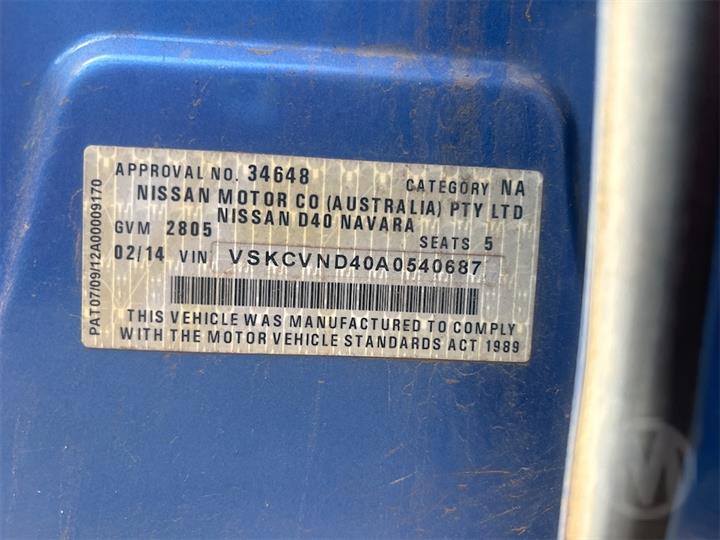 APPROVAL NO. 34648 CATEGORY NA
NISSAN MOTOR CO (AUSTRALIA) PTY LTD
NISSAN D40 NAVARA
GVM 2805 SEATS 5
02/14 VIN VSKCVND40A0540687
THIS VEHICLE WAS MANUFACTURED TO COMPLY
WITH THE MOTOR VEHICLE STANDARDS ACT 1989
PAT07/09/12A00009170
M